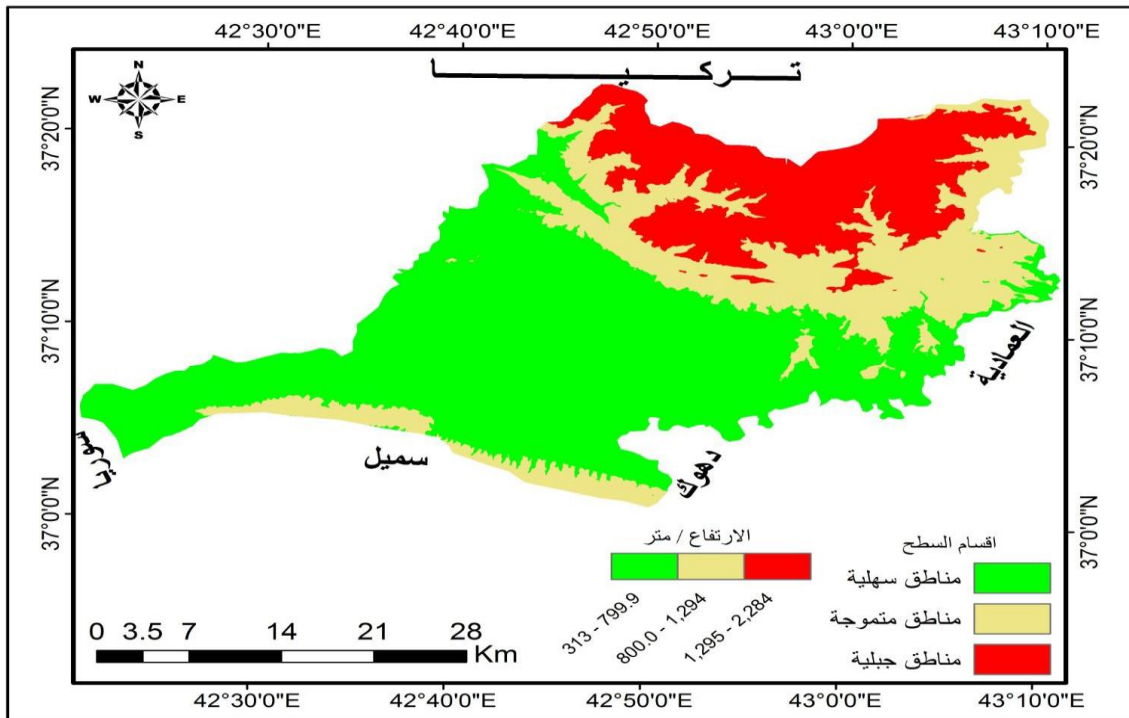 42°30'0"E 42°40'0"E 42°50'0"E 43°0'0"E 43°10'0"E
تــركــيــــا
N
W E
S
37°20'0"N 37°20'0"N
37°10'0"N 37°10'0"N
37°0'0"N 37°0'0"N
العمادية
سوريا
سميل
دهوك
اقسام السطح
مناطق سهلية
مناطق متموجة
مناطق جبلية
الارتفاع / متر
313 - 799.9
800.0 - 1,294
1,295 - 2,284
0 3.5 7 14 21 28
Km
42°30'0"E 42°40'0"E 42°50'0"E 43°0'0"E 43°10'0"E